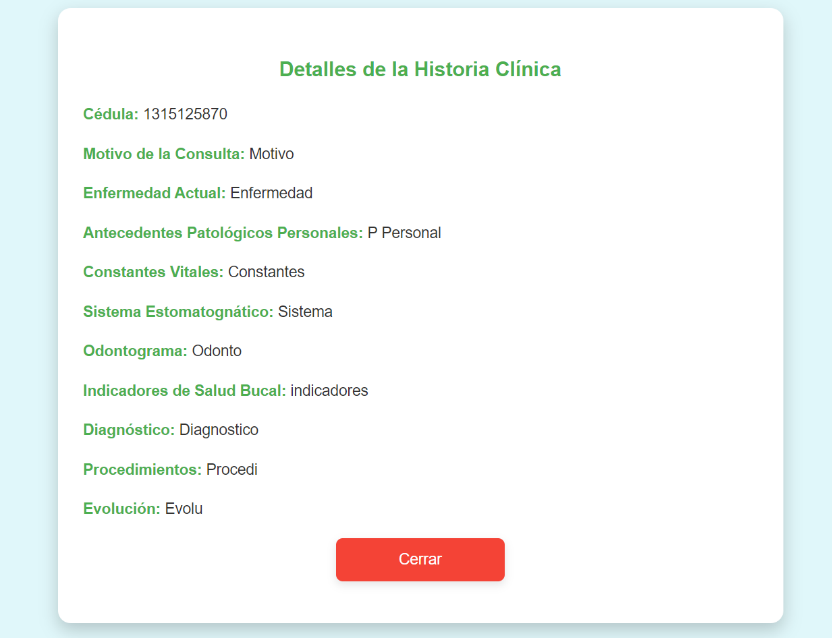 Detalles de la Historia Clínica
Cédula: 1315125870
Motivo de la Consulta: Motivo
Enfermedad Actual: Enfermedad
Antecedentes Patológicos Personales: P Personal
Constantes Vitales: Constantes
Sistema Estomatognático: Sistema
Odontograma: Odonto
Indicadores de Salud Bucal: indicadores
Diagnóstico: Diagnostico
Procedimientos: Procedi
Evolución: Evolu
Cerrar